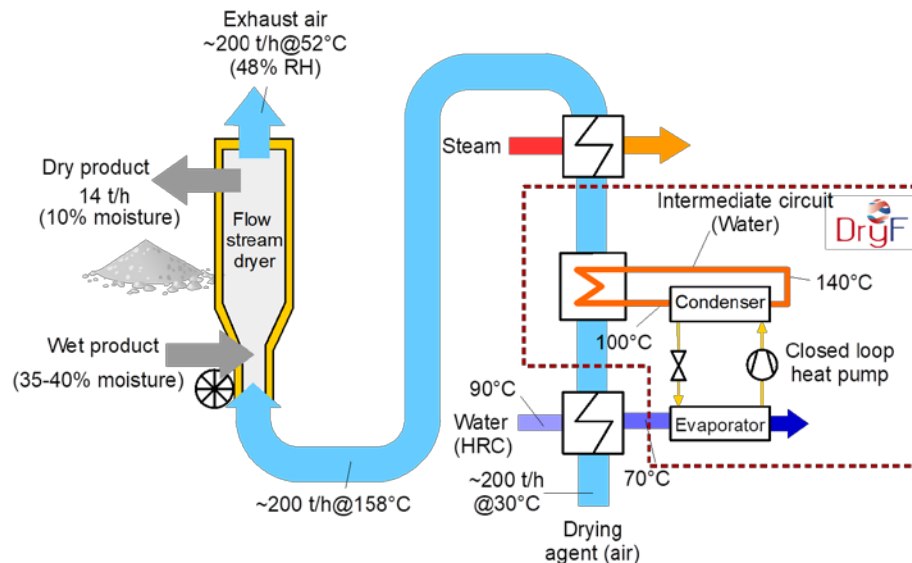 Exhaust air
~200 t/h@52°C
(48% RH)
Dry product
14 t/h
(10% moisture)
Flow
stream
dryer
Wet product
(35-40% moisture)
~200 t/h@158°C
Steam
Intermediate circuit
(Water)
DryF
140°C
Condenser
100°C
Closed loop
heat pump
90°C
Water
(HRC)
Evaporator
70°C
~200 t/h
@30°C
Drying
agent (air)